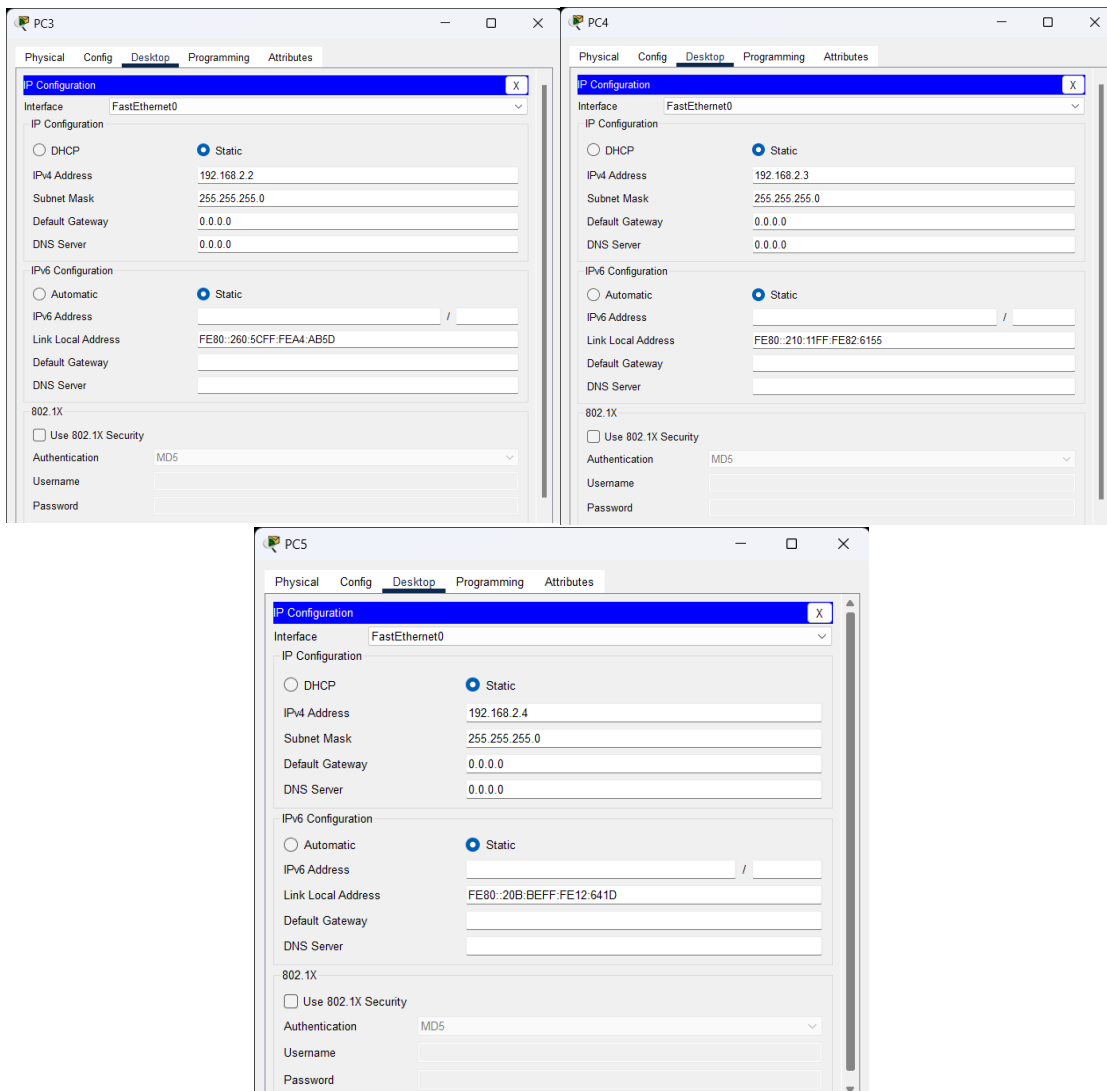 PC3
Physical Config Desktop Programming Attributes
IP Configuration X
Interface FastEthernet0
IP Configuration
DHCP Static
IPv4 Address 192.168.2.2
Subnet Mask 255.255.255.0
Default Gateway 0.0.0.0
DNS Server 0.0.0.0
IPv6 Configuration
Automatic Static
IPv6 Address /
Link Local Address FE80::260:5CFF:FEA4:AB5D
Default Gateway
DNS Server
802.1X
Use 802.1X Security
Authentication MD5
Username
Password
PC4
Physical Config Desktop Programming Attributes
IP Configuration X
Interface FastEthernet0
IP Configuration
DHCP Static
IPv4 Address 192.168.2.3
Subnet Mask 255.255.255.0
Default Gateway 0.0.0.0
DNS Server 0.0.0.0
IPv6 Configuration
Automatic Static
IPv6 Address /
Link Local Address FE80::210:11FF:FE82:6155
Default Gateway
DNS Server
802.1X
Use 802.1X Security
Authentication MD5
Username
Password
PC5
Physical Config Desktop Programming Attributes
IP Configuration X
Interface FastEthernet0
IP Configuration
DHCP Static
IPv4 Address 192.168.2.4
Subnet Mask 255.255.255.0
Default Gateway 0.0.0.0
DNS Server 0.0.0.0
IPv6 Configuration
Automatic Static
IPv6 Address /
Link Local Address FE80::20B:BEFF:FE12:641D
Default Gateway
DNS Server
802.1X
Use 802.1X Security
Authentication MD5
Username
Password